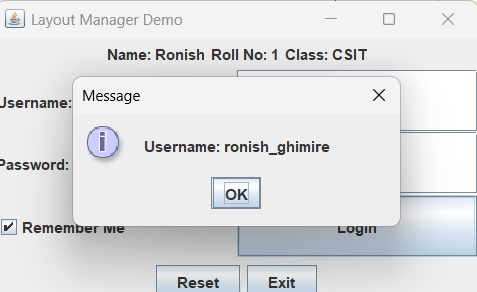 Layout Manager Demo
Name: Ronish Roll No: 1 Class: CSIT
Message
Username:
Username: ronish_ghimire
Password:
OK
Remember Me
Login
Reset
Exit